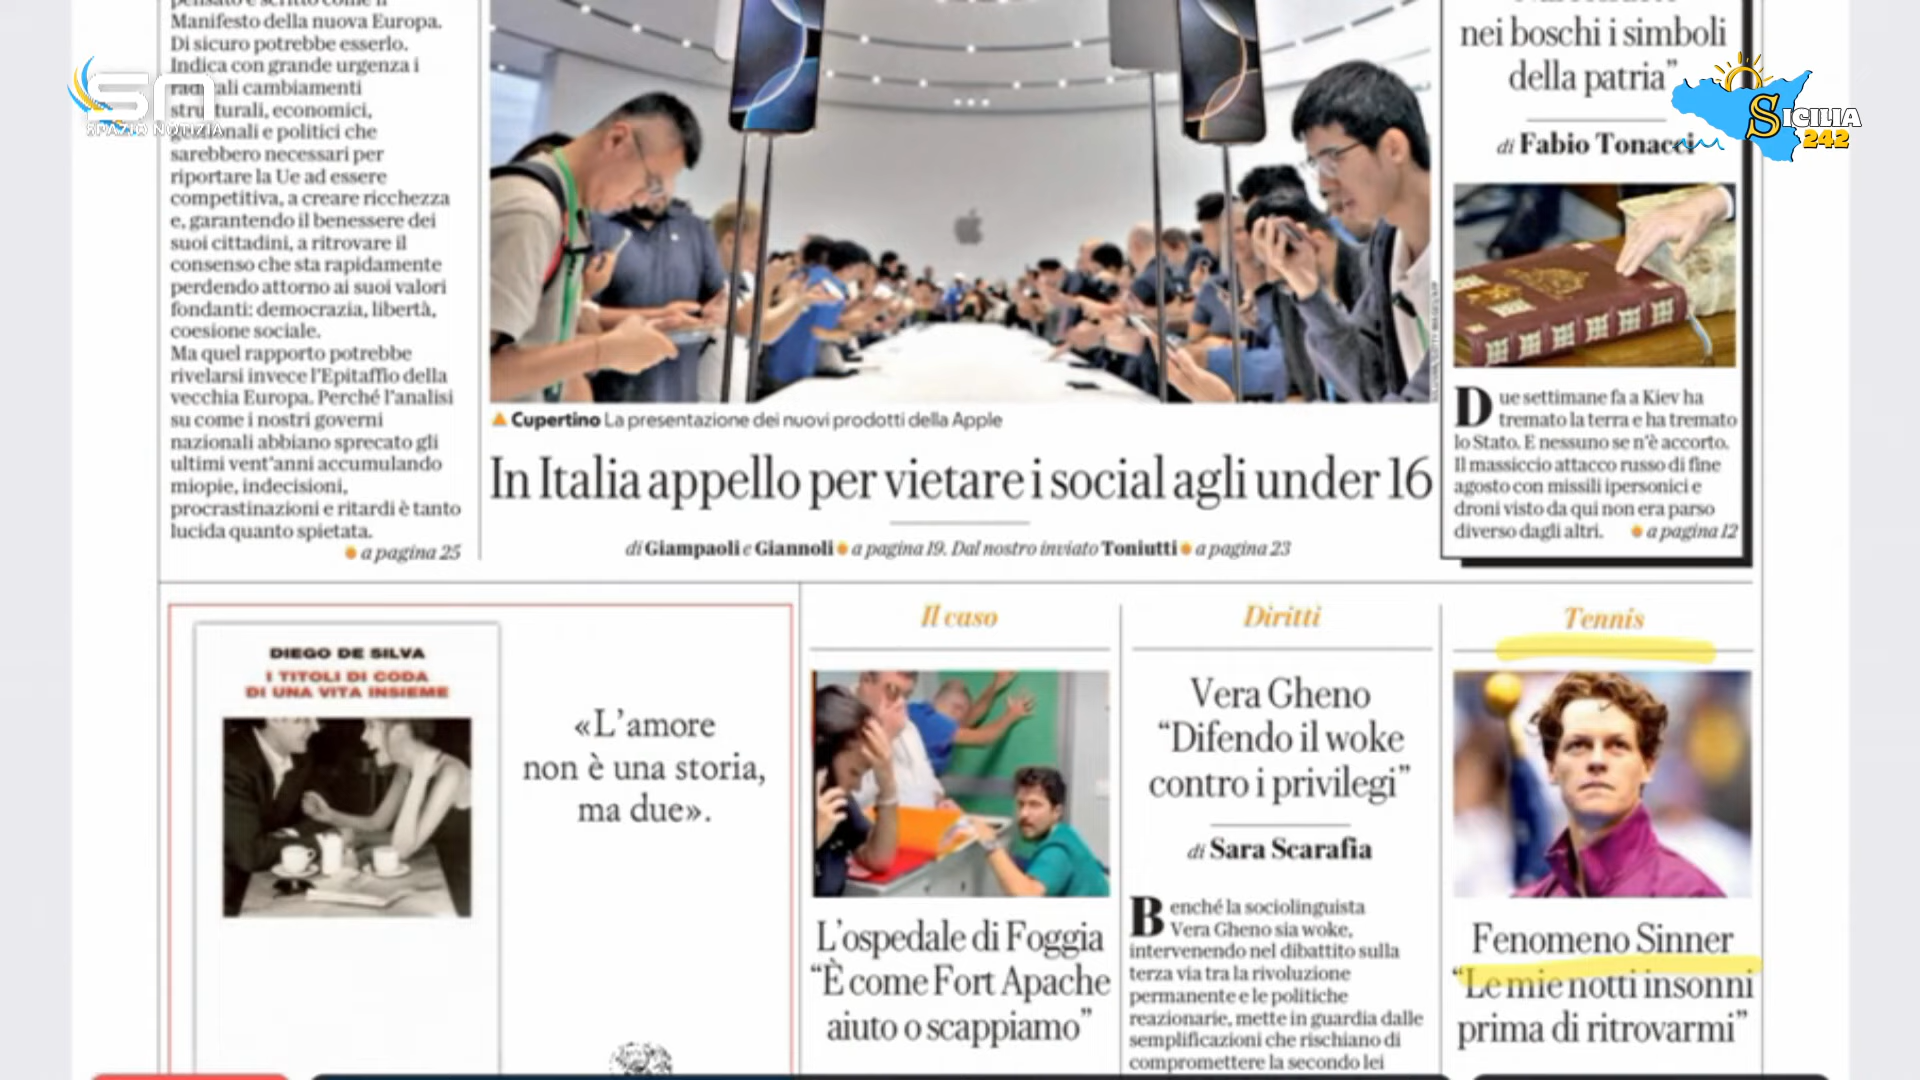 Manifesto della nuova Europa.
Di sicuro potrebbe esserlo.
Indica con grande urgenza i
radicali cambiamenti
strutturali, economici,
gestionali e politici che
sarebbero necessari per
riportare la Ue ad essere
competitiva, a creare ricchezza
e, garantendo il benessere dei
suoi cittadini, a ritrovare il
consenso che sta rapidamente
perdendo attorno ai suoi valori
fondanti: democrazia, libertà,
coesione sociale.
Ma quel rapporto potrebbe
rivelarsi invece l'Epitaffio della
vecchia Europa. Perché l'analisi
su come i nostri governi
nazionali abbiano sprecato gli
ultimi vent'anni accumulando
miopie, indecisioni,
procrastinazioni e ritardi è tanto
lucida quanto spietata.
a pagina 25
SN
SPAZIO NOTIZIA
Cupertino La presentazione dei nuovi prodotti della Apple
In Italia appello per vietare i social agli under 16
di Giampaoli e Giannoli a pagina 19. Dal nostro inviato Toniutti a pagina 23
nei boschi i simboli
della patria”
SICILIA
242
di Fabio Tonacci
Due settimane fa a Kiev ha
tremato la terra e ha tremato
lo Stato. E nessuno se n'è accorto.
Il massiccio attacco russo di fine
agosto con missili ipersonici e
droni visto da qui non era parso
diverso dagli altri. a pagina 12
DIEGO DE SILVA
I TITOLI DI CODA
DI UNA VITA INSIEME
«L'amore
non è una storia,
ma due».
Il caso
L'ospedale di Foggia
“È come Fort Apache
aiuto o scappiamo”
Diritti
Vera Gheno
“Difendo il woke
contro i privilegi”
di Sara Scarafia
Benché la sociolinguista
Vera Gheno sia woke,
intervenendo nel dibattito sulla
terza via tra la rivoluzione
permanente e le politiche
reazionarie, mette in guardia dalle
semplificazioni che rischiano di
compromettere la secondo lei
Tennis
Fenomeno Sinner
“Le mie notti insonni
prima di ritrovarmi”